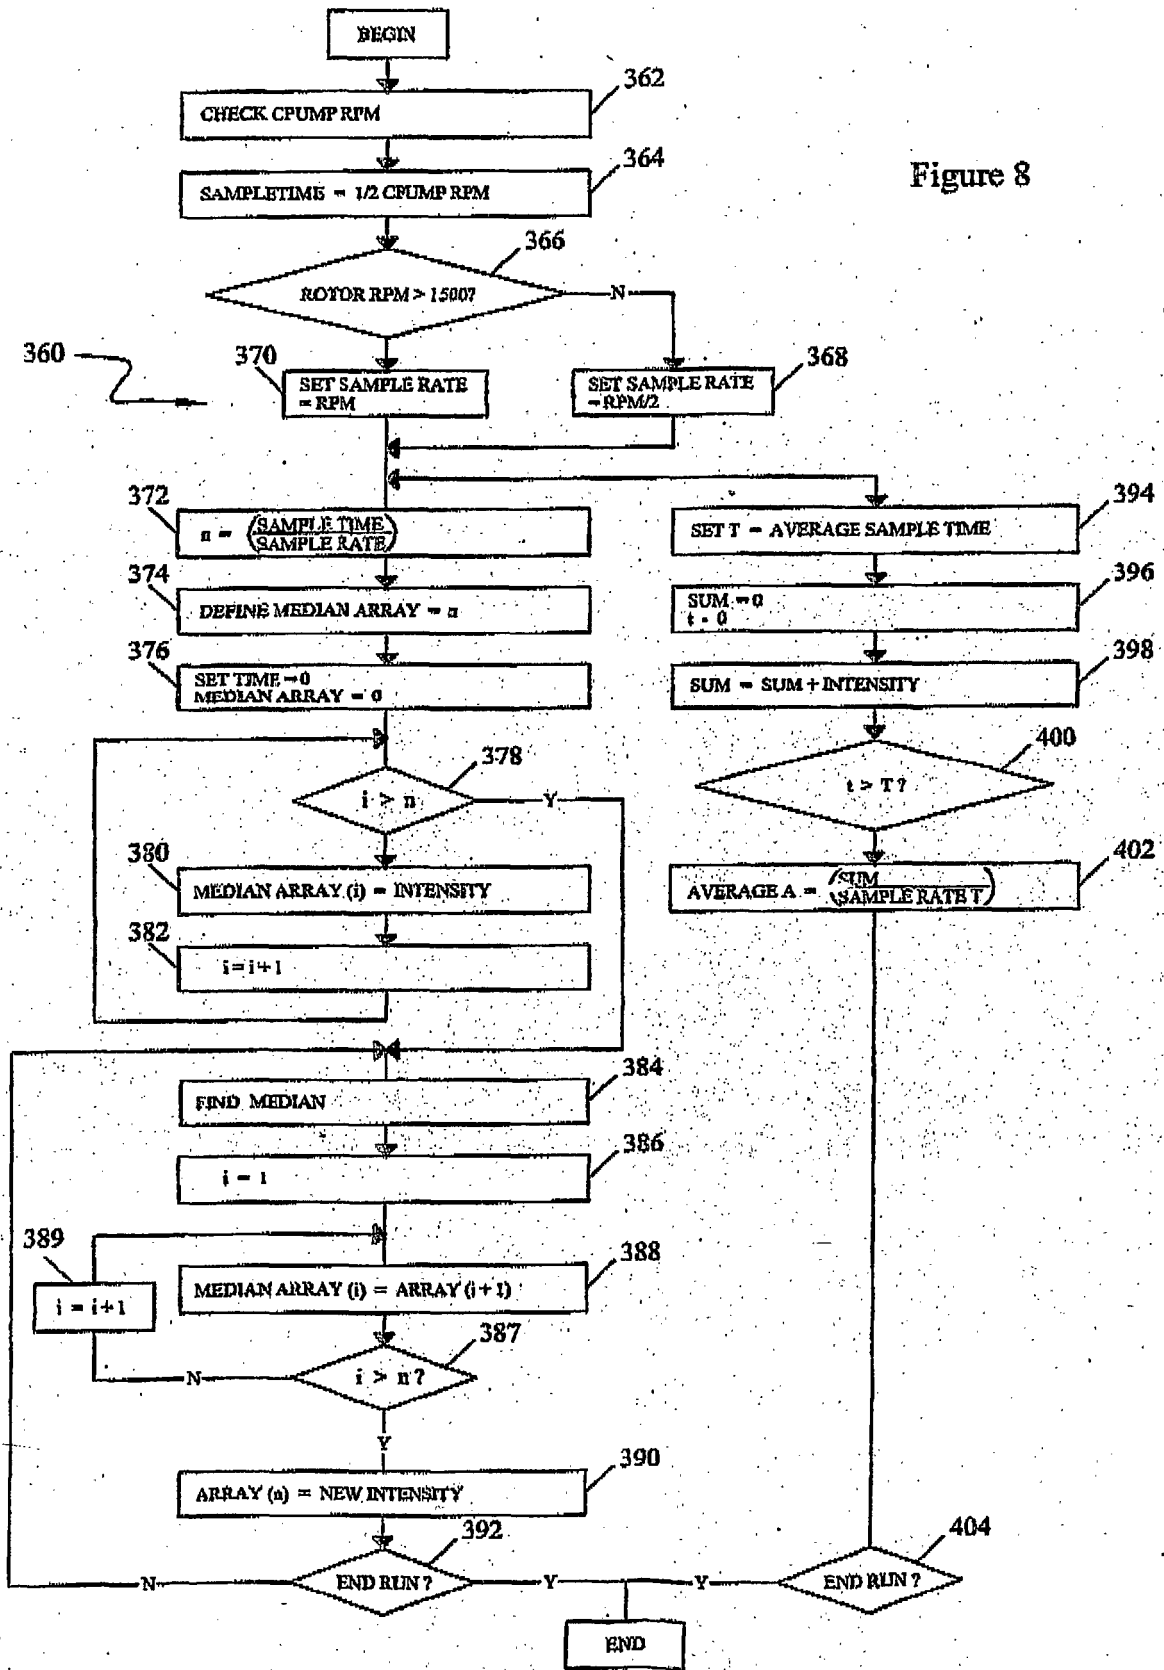 BEGIN
362
CHECK CPUMP RPM
364
SAMPLETIME = 1/2 CPUMP RPM
Figure 8
366
ROTOR RPM > 1500?
N
360
370
SET SAMPLE RATE
= RPM
368
SET SAMPLE RATE
= RPM/2
372
n = (SAMPLE TIME
SAMPLE RATE)
394
SET T = AVERAGE SAMPLE TIME
374
DEFINE MEDIAN ARRAY = n
396
SUM = 0
t = 0
376
SET TIME = 0
MEDIAN ARRAY = 0
398
SUM = SUM + INTENSITY
378
i > n
Y
400
t > T ?
380
MEDIAN ARRAY (i) = INTENSITY
402
AVERAGE A = (SUM
SAMPLE RATE T)
382
i = i + 1
384
FIND MEDIAN
386
i = 1
389
i = i + 1
388
MEDIAN ARRAY (i) = ARRAY (i + 1)
387
i > n ?
N
Y
390
ARRAY (n) = NEW INTENSITY
392
END RUN ?
N
Y
404
END RUN ?
Y
END